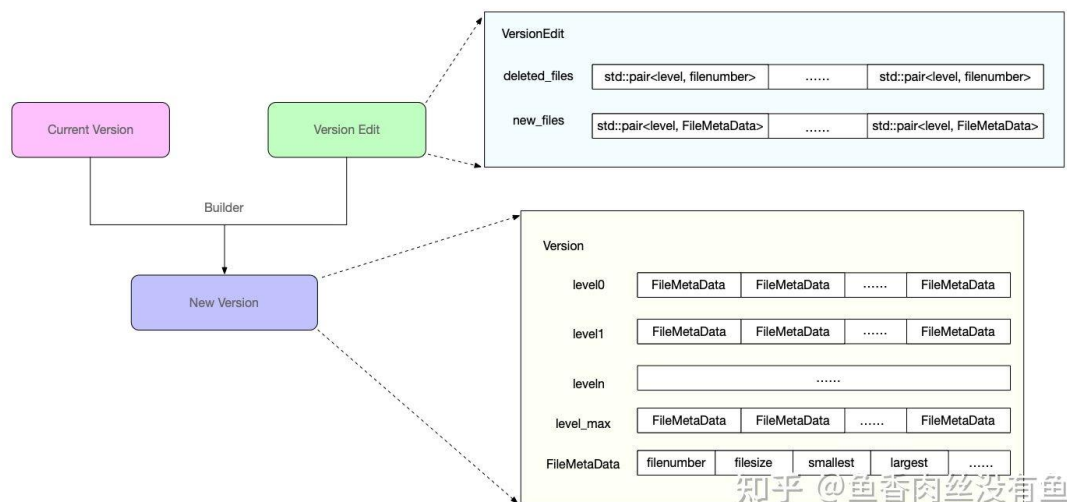 VersionEdit
deleted_files std::pair<level, filenumber> ...... std::pair<level, filenumber>
new_files std::pair<level, FileMetaData> ...... std::pair<level, FileMetaData>
Current Version
Version Edit
Builder
New Version
Version
level0 FileMetaData FileMetaData ...... FileMetaData
level1 FileMetaData FileMetaData ...... FileMetaData
leveln ......
level_max FileMetaData FileMetaData ...... FileMetaData
FileMetaData filenumber filesize smallest largest ......
知乎 @鱼香肉丝没有鱼